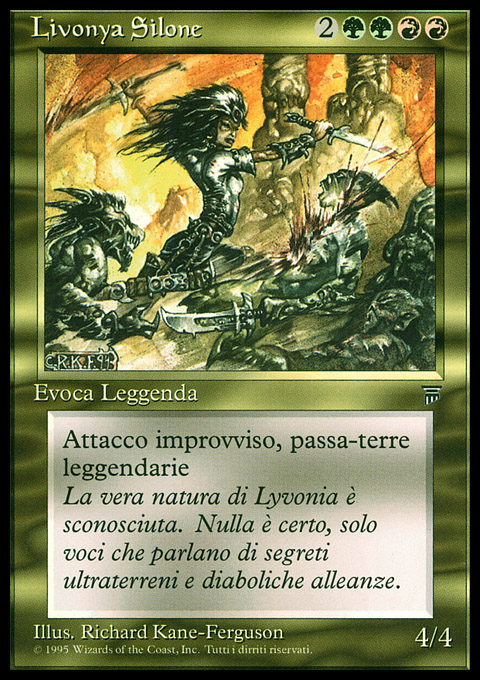 Livonya Silone 2
C.R.K.F.93
Evoca Leggenda
Attacco improvviso, passa-terre
leggendarie
La vera natura di Lyvonia è
sconosciuta. Nulla è certo, solo
voci che parlano di segreti
ultraterreni e diaboliche alleanze.
Illus. Richard Kane-Ferguson
4/4
© 1995 Wizards of the Coast, Inc. Tutti i dirriti riservati.